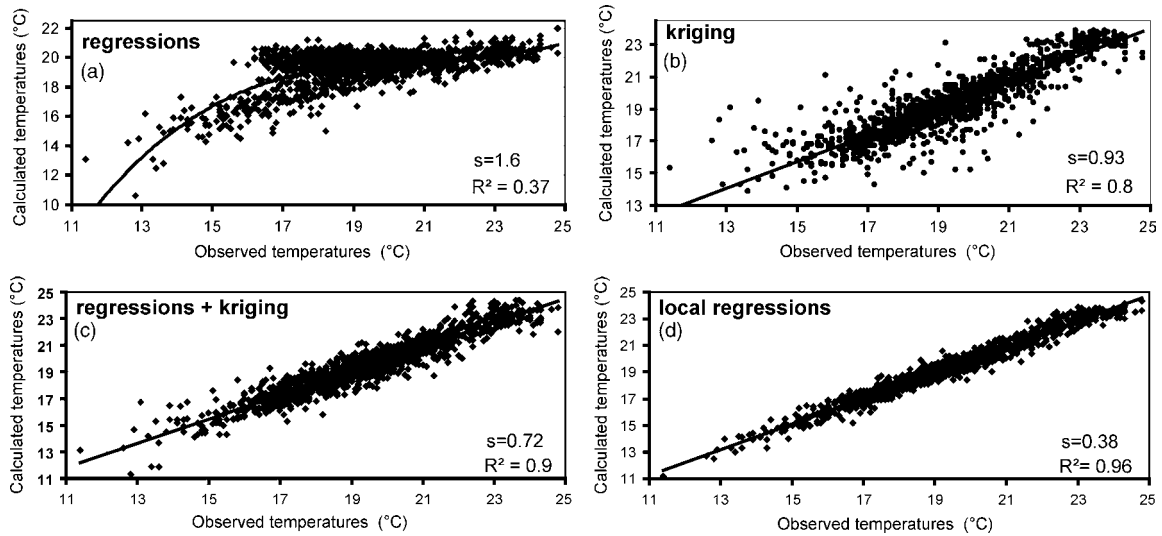 regressions
(a)
Calculated temperatures (°C)
22
20
18
16
14
12
10
s=1.6
R² = 0.37
11 13 15 17 19 21 23 25
Observed temperatures (°C)
kriging
(b)
Calculated temperatures (°C)
23
21
19
17
15
13
s=0.93
R² = 0.8
11 13 15 17 19 21 23 25
Observed temperatures (°C)
regressions + kriging
(c)
Calculated temperatures (°C)
25
23
21
19
17
15
13
11
s=0.72
R² = 0.9
11 13 15 17 19 21 23 25
Observed temperatures (°C)
local regressions
(d)
Calculated temperatures (°C)
25
23
21
19
17
15
13
11
s=0.38
R²= 0.96
11 13 15 17 19 21 23 25
Observed temperatures (°C)